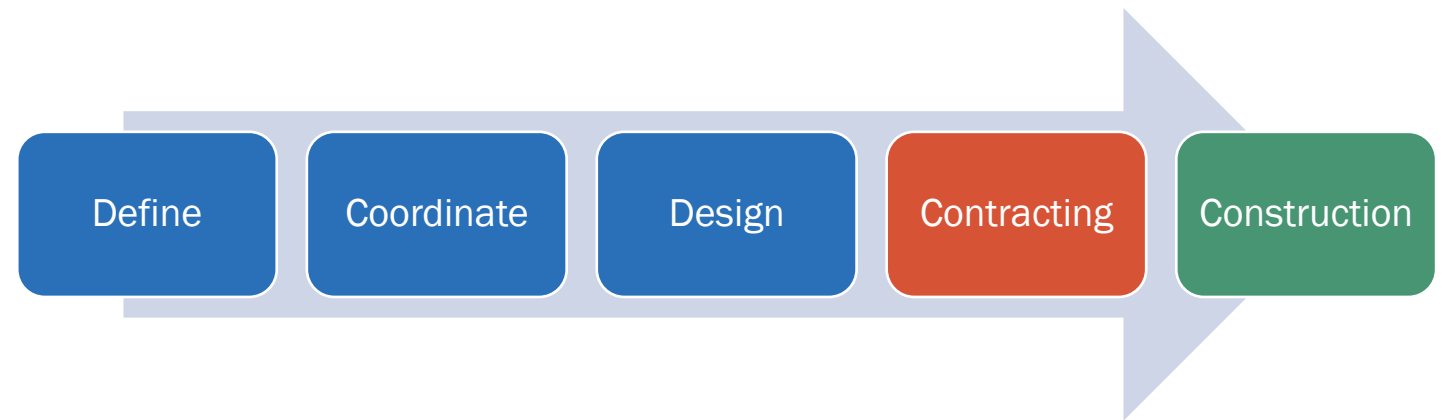 Define
Coordinate
Design
Contracting
Construction